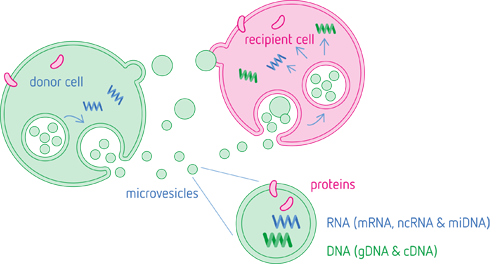 recipient cell
donor cell
microvesicles
proteins
RNA (mRNA, ncRNA & miDNA)
DNA (gDNA & cDNA)